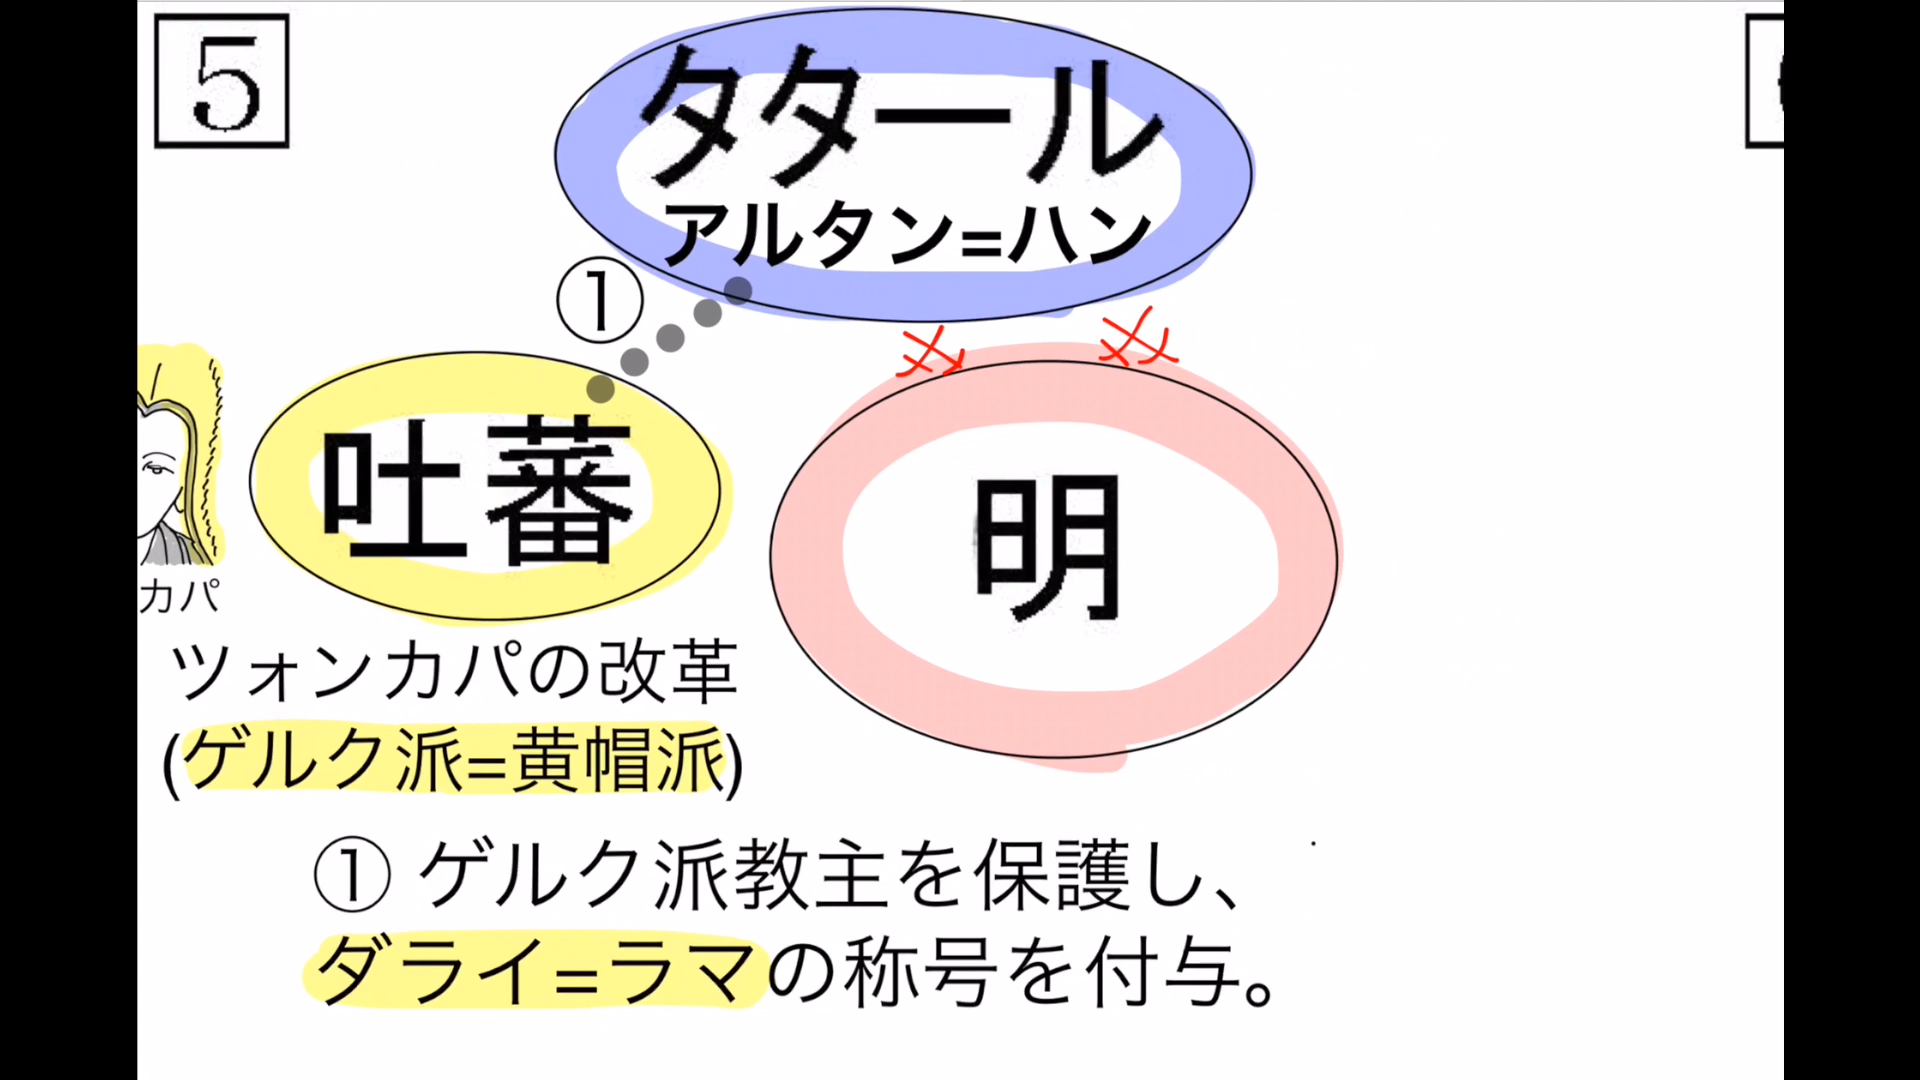 5
タタール
アルタン=ハン
①
吐蕃
明
カパ
ツォンカパの改革
(ゲルク派=黄帽派)
① ゲルク派教主を保護し、
ダライ=ラマの称号を付与。